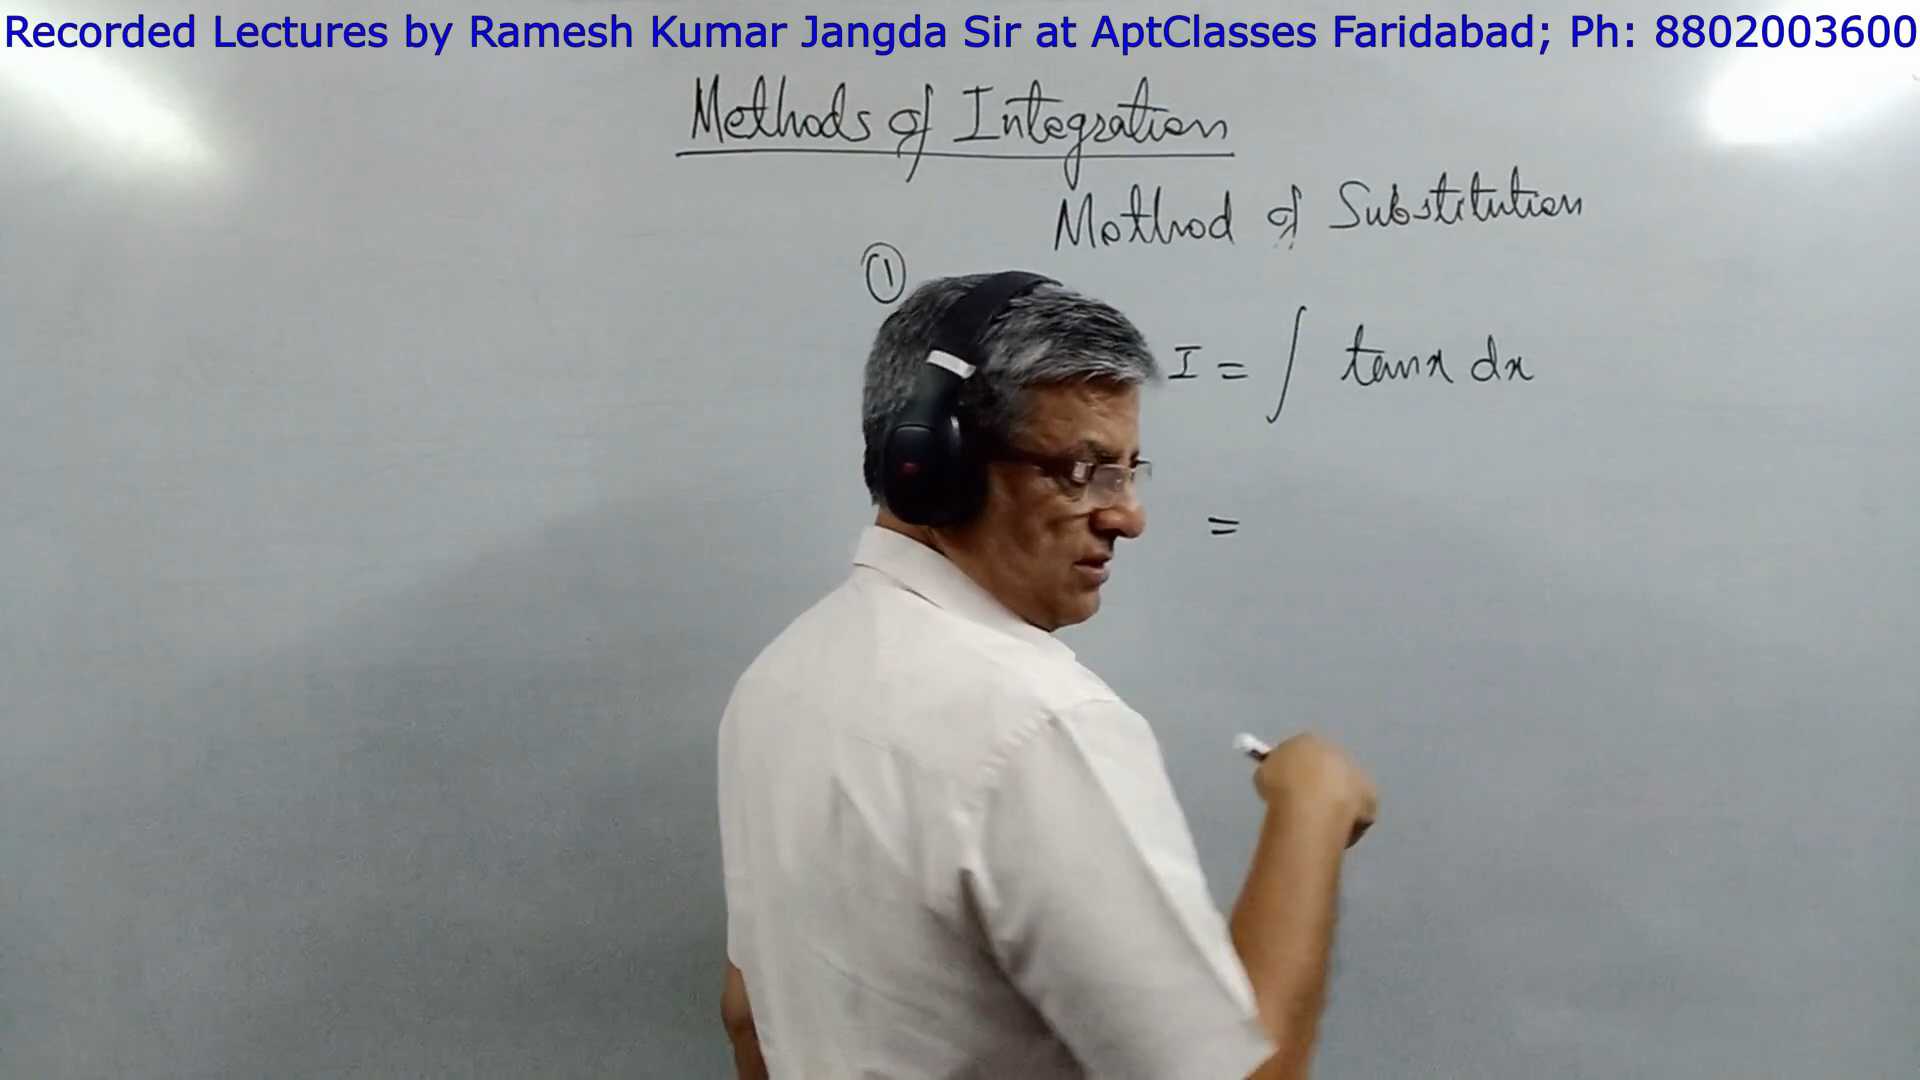 Recorded Lectures by Ramesh Kumar Jangda Sir at AptClasses Faridabad; Ph: 8802003600
Methods of Integration
Method of Substitution
①
I = ∫ tanx dx
=